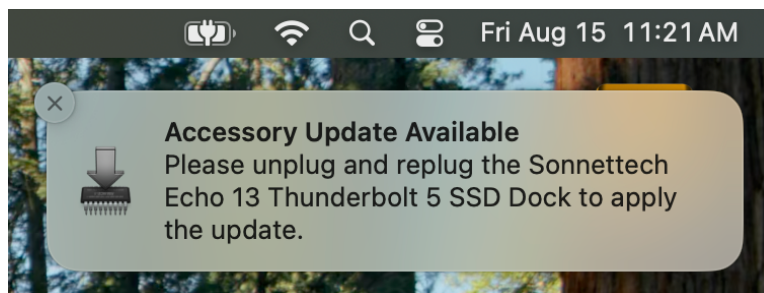 Fri Aug 15 11:21 AM
Accessory Update Available
Please unplug and replug the Sonnettech
Echo 13 Thunderbolt 5 SSD Dock to apply
the update.